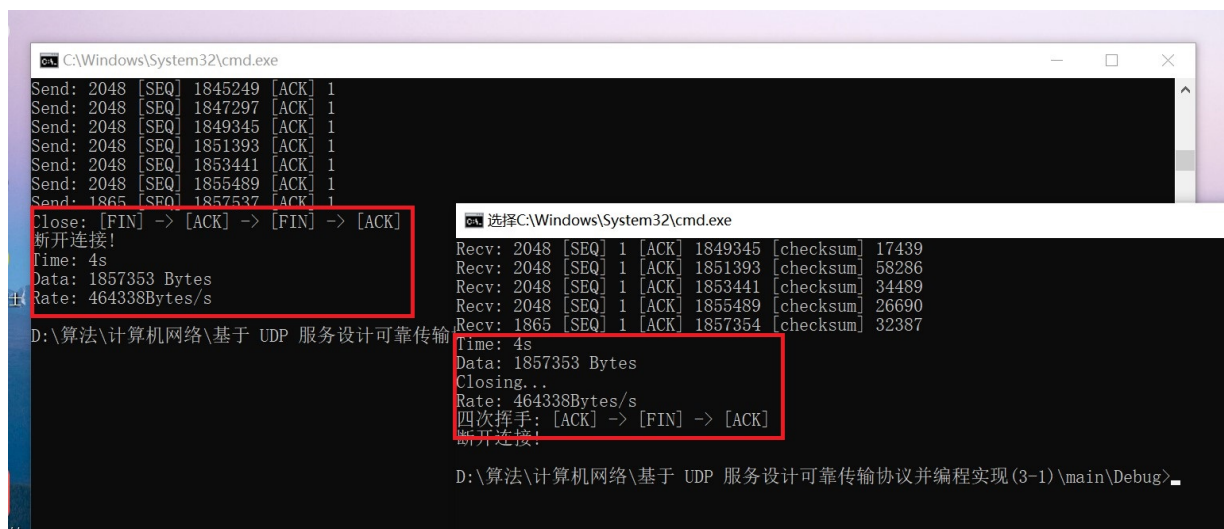 C:\Windows\System32\cmd.exe
Send: 2048 [SEQ] 1845249 [ACK] 1
Send: 2048 [SEQ] 1847297 [ACK] 1
Send: 2048 [SEQ] 1849345 [ACK] 1
Send: 2048 [SEQ] 1851393 [ACK] 1
Send: 2048 [SEQ] 1853441 [ACK] 1
Send: 2048 [SEQ] 1855489 [ACK] 1
Send: 1865 [SEQ] 1857537 [ACK] 1
Close: [FIN] -> [ACK] -> [FIN] -> [ACK]
断开连接!
Time: 4s
Data: 1857353 Bytes
Rate: 464338Bytes/s
D:\算法\计算机网络\基于 UDP 服务设计可靠传输
选择C:\Windows\System32\cmd.exe
Recv: 2048 [SEQ] 1 [ACK] 1849345 [checksum] 17439
Recv: 2048 [SEQ] 1 [ACK] 1851393 [checksum] 58286
Recv: 2048 [SEQ] 1 [ACK] 1853441 [checksum] 34489
Recv: 2048 [SEQ] 1 [ACK] 1855489 [checksum] 26690
Recv: 1865 [SEQ] 1 [ACK] 1857354 [checksum] 32387
Time: 4s
Data: 1857353 Bytes
Closing...
Rate: 464338Bytes/s
四次挥手: [ACK] -> [FIN] -> [ACK]
断开连接!
D:\算法\计算机网络\基于 UDP 服务设计可靠传输协议并编程实现(3-1)\main\Debug>